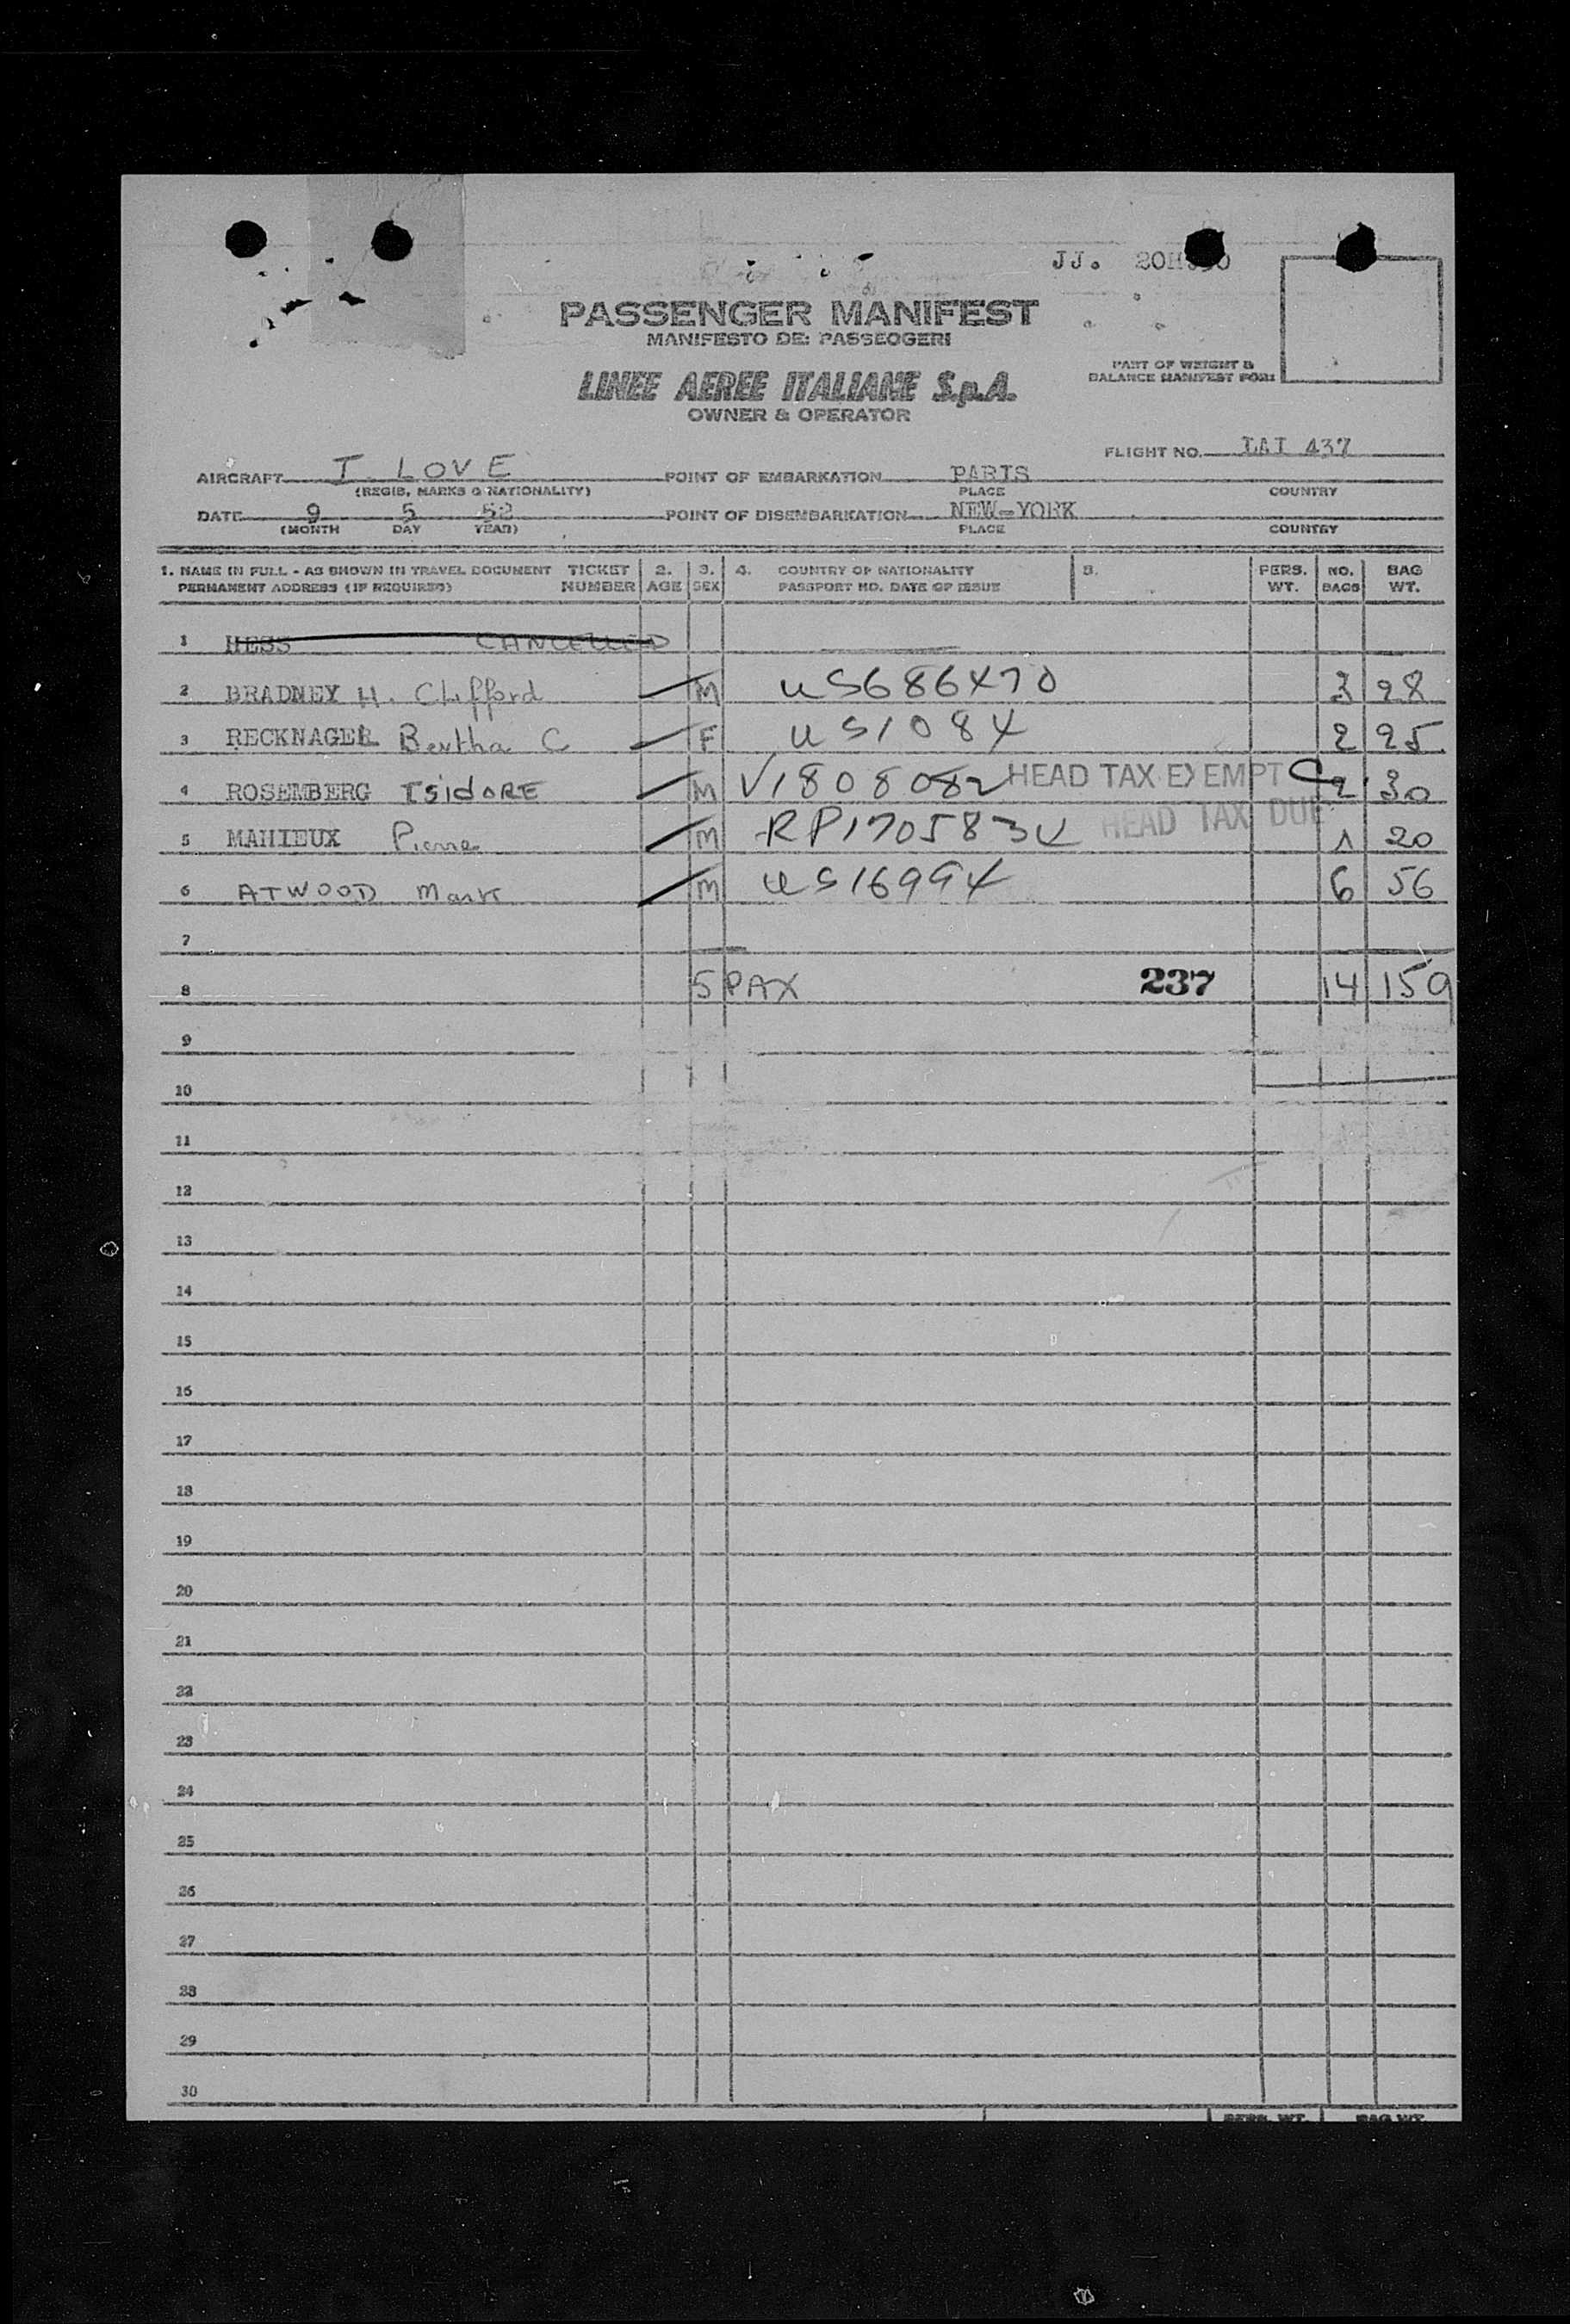 JJ.
PASSENGER MANIFEST
MANIFESTO DEI PASSEOGERI
PART OF WEIGHT &
BALANCE MANIFEST FOR:
LINEE AEREE ITALIANE S.p.A.
OWNER & OPERATOR
FLIGHT NO. LAI 437
AIRCRAFT I. LOVE POINT OF EMBARKATION PARIS
(REGIS, MARKS & NATIONALITY) PLACE COUNTRY
DATE 9 5 52 POINT OF DISEMBARKATION NEW-YORK
(MONTH DAY YEAR) PLACE COUNTRY
1. NAME IN FULL - AS SHOWN IN TRAVEL DOCUMENT TICKET 2. 3. 4. COUNTRY OF NATIONALITY 5. PERS. NO. BAG
PERMANENT ADDRESS (IF REQUIRED) NUMBER AGE SEX PASSPORT NO. DATE OF ISSUE WT. BAGS WT.
1 HESS CANCELLED
2 BRADNEY H. Clifford M US686470 3 28
3 RECKNAGEL Bertha C F US1084 2 25
4 ROSEMBERG ISIdORE M V1808082 HEAD TAX EXEMPT 2 30
5 MAHIEUX Pierre M RP1705834 HEAD TAX DUE 1 20
6 ATWOOD Mark M US16994 6 56
7
8 5 PAX 237 14 159
9
10
11
12
13
14
15
16
17
18
19
20
21
22
23
24
25
26
27
28
29
30
PERS. WT. BAG WT.